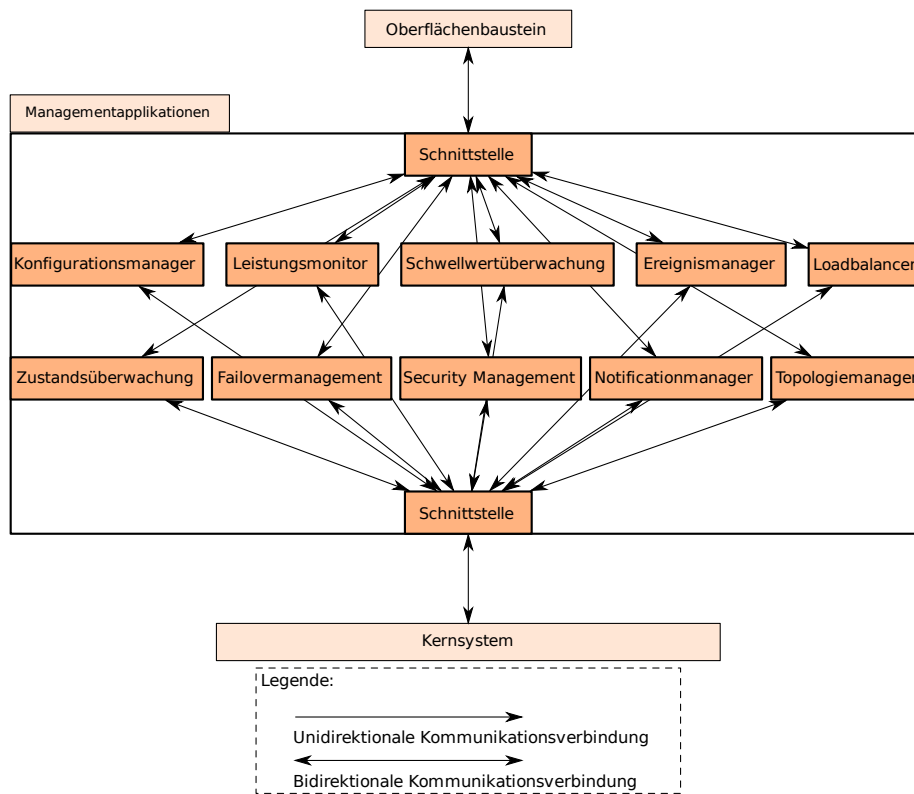 Oberflächenbaustein
Managementapplikationen
Schnittstelle
Konfigurationsmanager
Leistungsmonitor
Schwellwertüberwachung
Ereignismanager
Loadbalancer
Zustandsüberwachung
Failovermanagement
Security Management
Notificationmanager
Topologiemanager
Schnittstelle
Kernsystem
Legende:
Unidirektionale Kommunikationsverbindung
Bidirektionale Kommunikationsverbindung